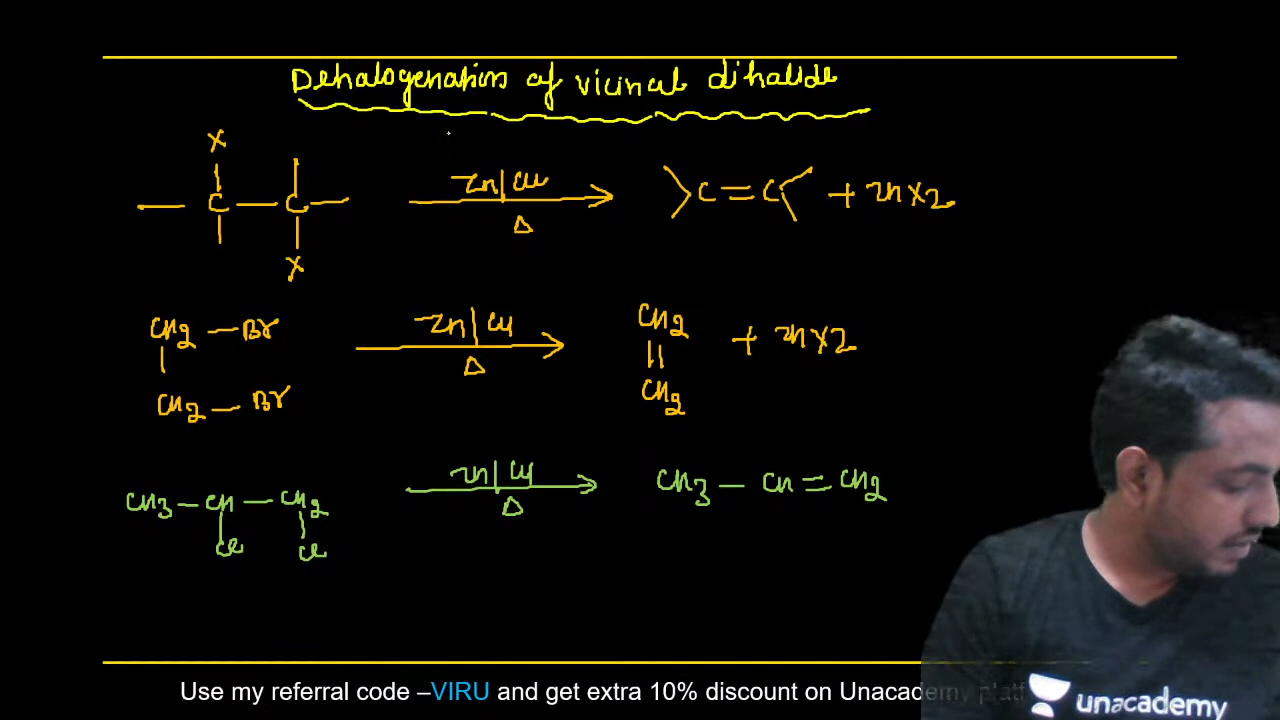 Dehalogenation of vicinal dihalide
X
— C — C — Zn|Cu >C=C< + ZnX2
Δ
X
CH2 — Br Zn|Cu CH2 + ZnX2
| Δ ||
CH2 — Br CH2
CH3 — CH — CH2 Zn|Cu CH3 — CH = CH2
Δ
Cl Cl
Use my referral code –VIRU and get extra 10% discount on Unacademy
unacademy